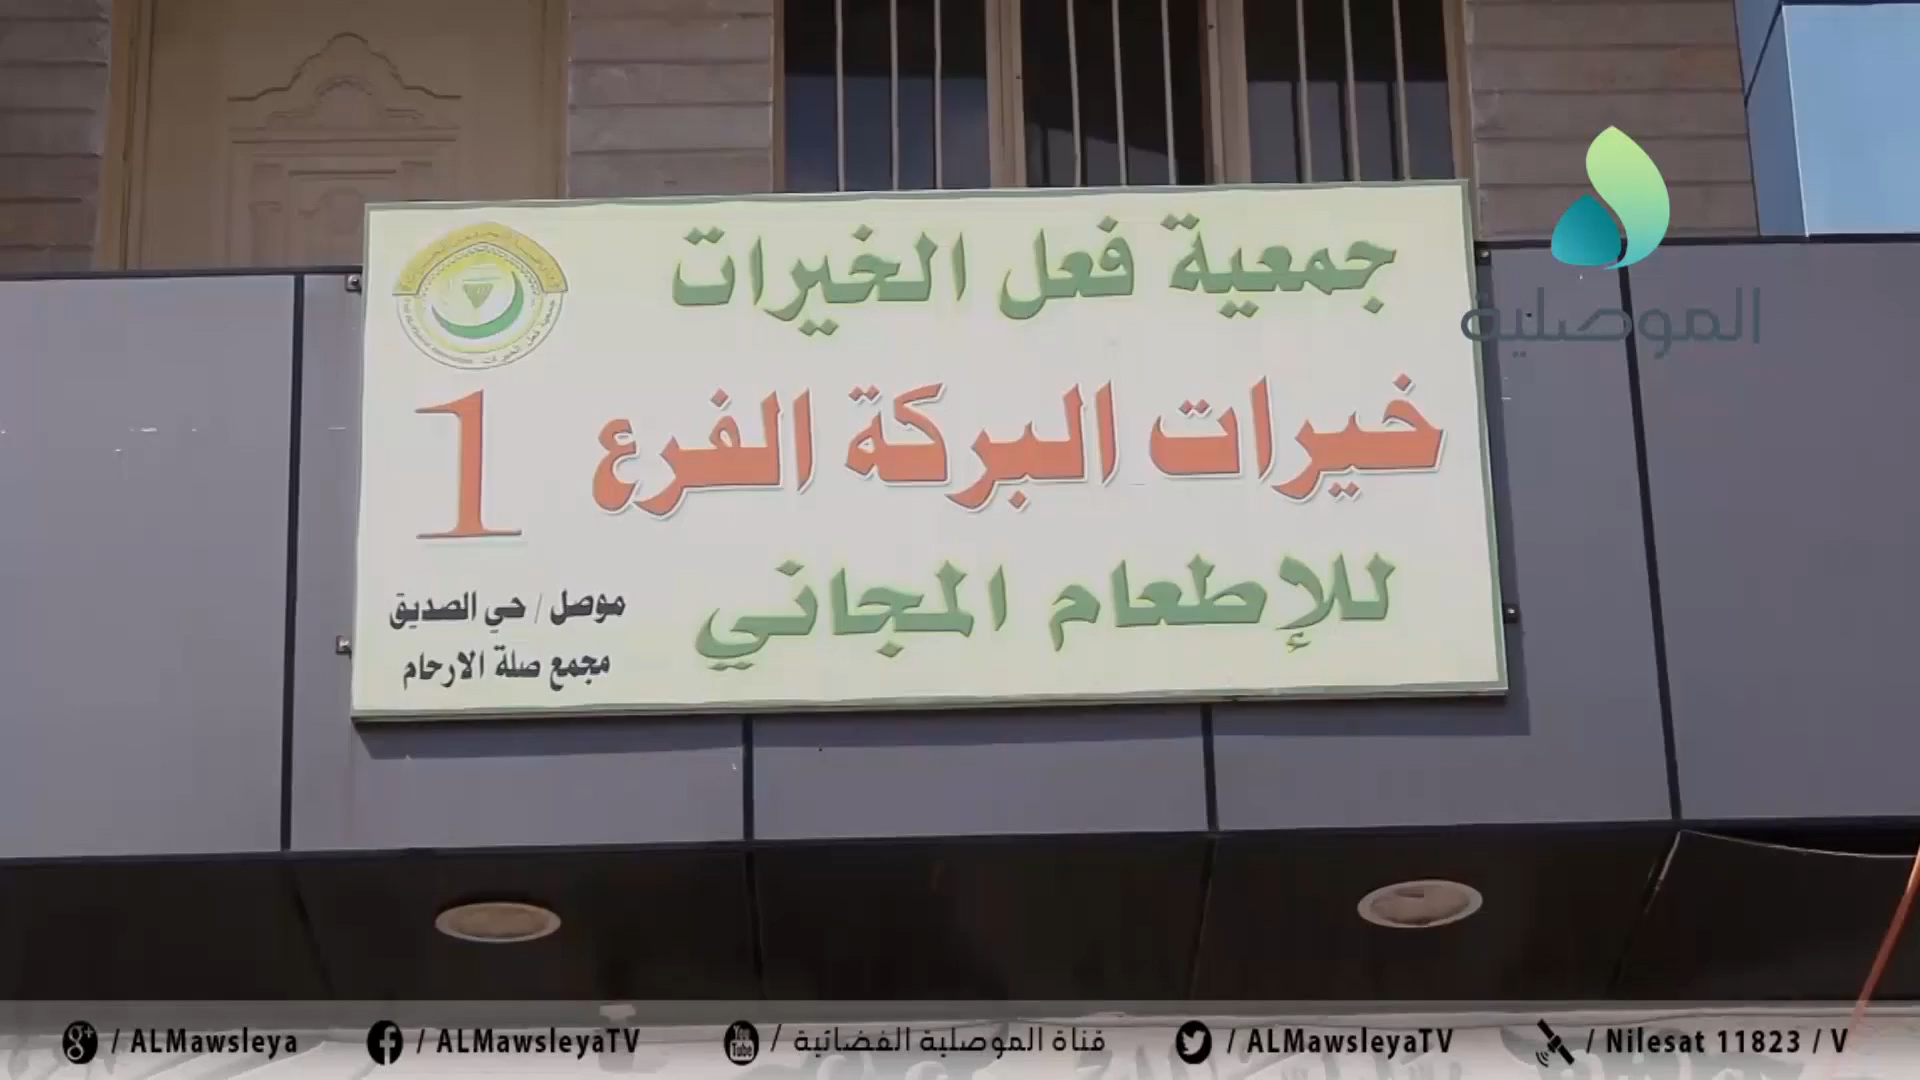 جمعية فعل الخيرات
خيرات البركة الفرع 1
للإطعام المجاني
موصل / حي الصديق
مجمع صلة الارحام
الموصلية
/ ALMawsleya
/ ALMawsleyaTV
/ قناة الموصلية الفضائية
/ ALMawsleyaTV
/ Nilesat 11823 / V